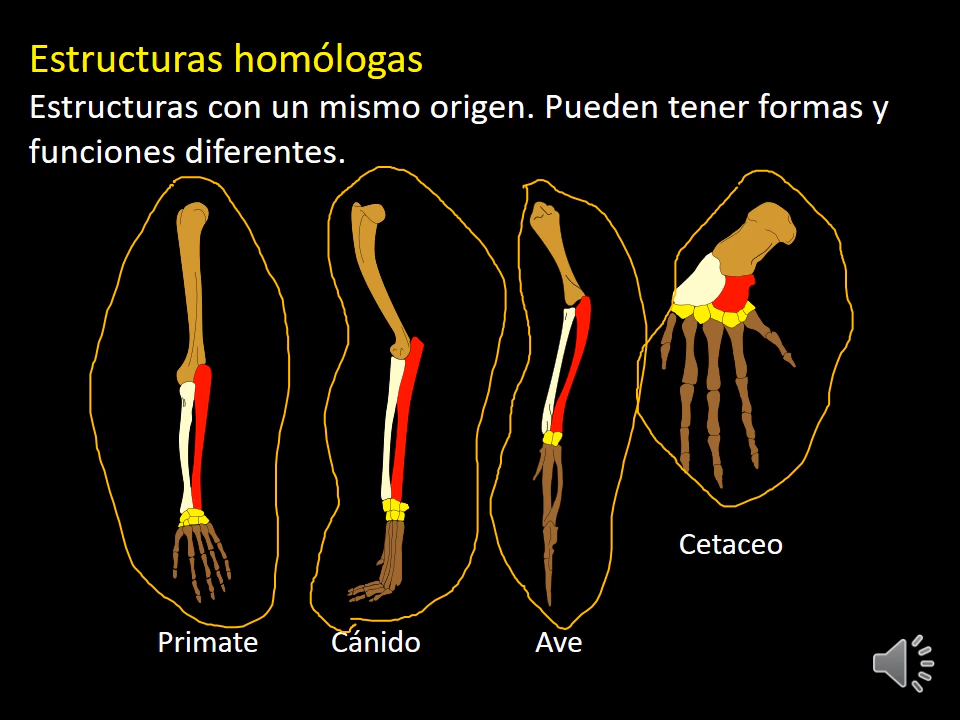 Estructuras homólogas
Estructuras con un mismo origen. Pueden tener formas y
funciones diferentes.
Cetaceo
Primate
Cánido
Ave